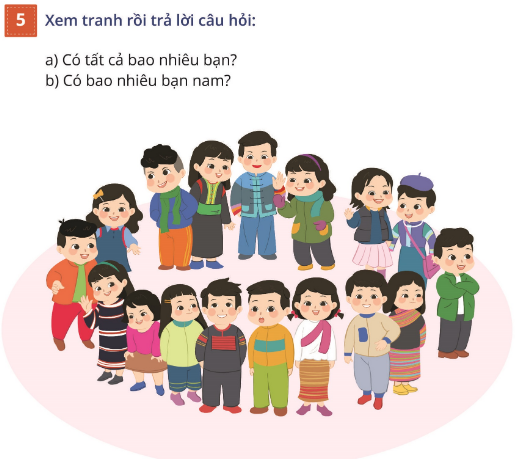 5 Xem tranh rồi trả lời câu hỏi:
a) Có tất cả bao nhiêu bạn?
b) Có bao nhiêu bạn nam?